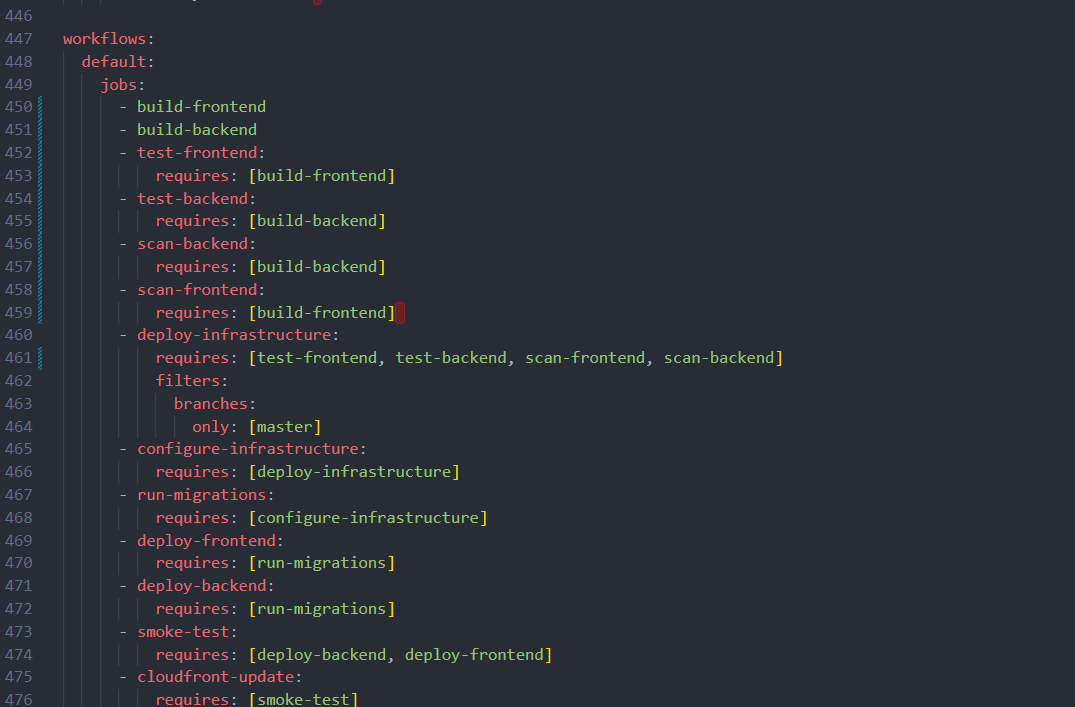 446
447 workflows:
448 default:
449 jobs:
450 - build-frontend
451 - build-backend
452 - test-frontend:
453 requires: [build-frontend]
454 - test-backend:
455 requires: [build-backend]
456 - scan-backend:
457 requires: [build-backend]
458 - scan-frontend:
459 requires: [build-frontend]
460 - deploy-infrastructure:
461 requires: [test-frontend, test-backend, scan-frontend, scan-backend]
462 filters:
463 branches:
464 only: [master]
465 - configure-infrastructure:
466 requires: [deploy-infrastructure]
467 - run-migrations:
468 requires: [configure-infrastructure]
469 - deploy-frontend:
470 requires: [run-migrations]
471 - deploy-backend:
472 requires: [run-migrations]
473 - smoke-test:
474 requires: [deploy-backend, deploy-frontend]
475 - cloudfront-update:
476 requires: [smoke-test]